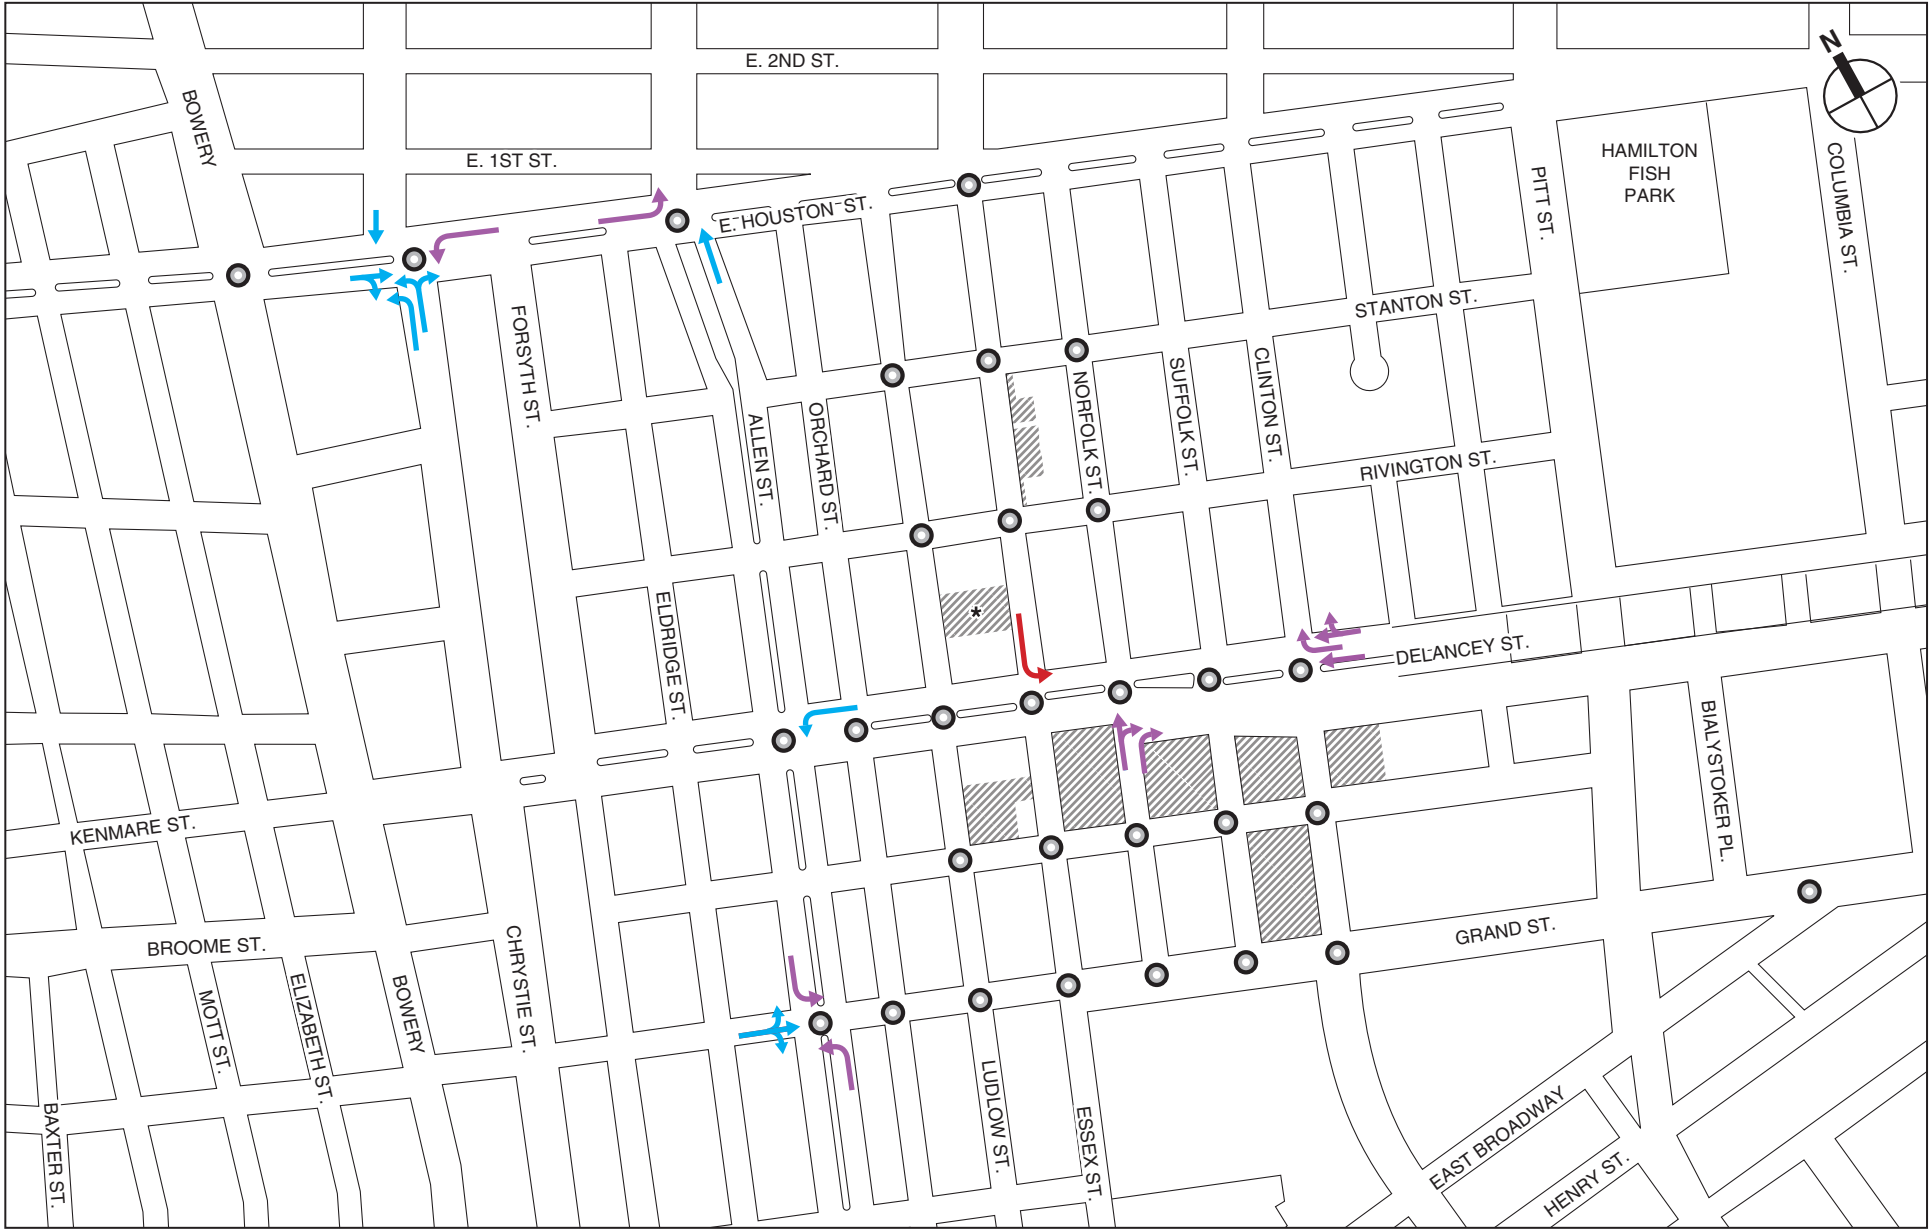 N
E. 2ND ST.
BOWERY
E. 1ST ST.
HAMILTON
FISH
PARK
COLUMBIA ST.
PITT ST.
E. HOUSTON ST.
STANTON ST.
FORSYTH ST.
SUFFOLK ST.
CLINTON ST.
NORFOLK ST.
ALLEN ST.
ORCHARD ST.
RIVINGTON ST.
ELDRIDGE ST.
*
DELANCEY ST.
BIALYSTOKER PL.
KENMARE ST.
BROOME ST.
CHRYSTIE ST.
GRAND ST.
MOTT ST.
ELIZABETH ST.
BOWERY
LUDLOW ST.
ESSEX ST.
BAXTER ST.
EAST BROADWAY
HENRY ST.